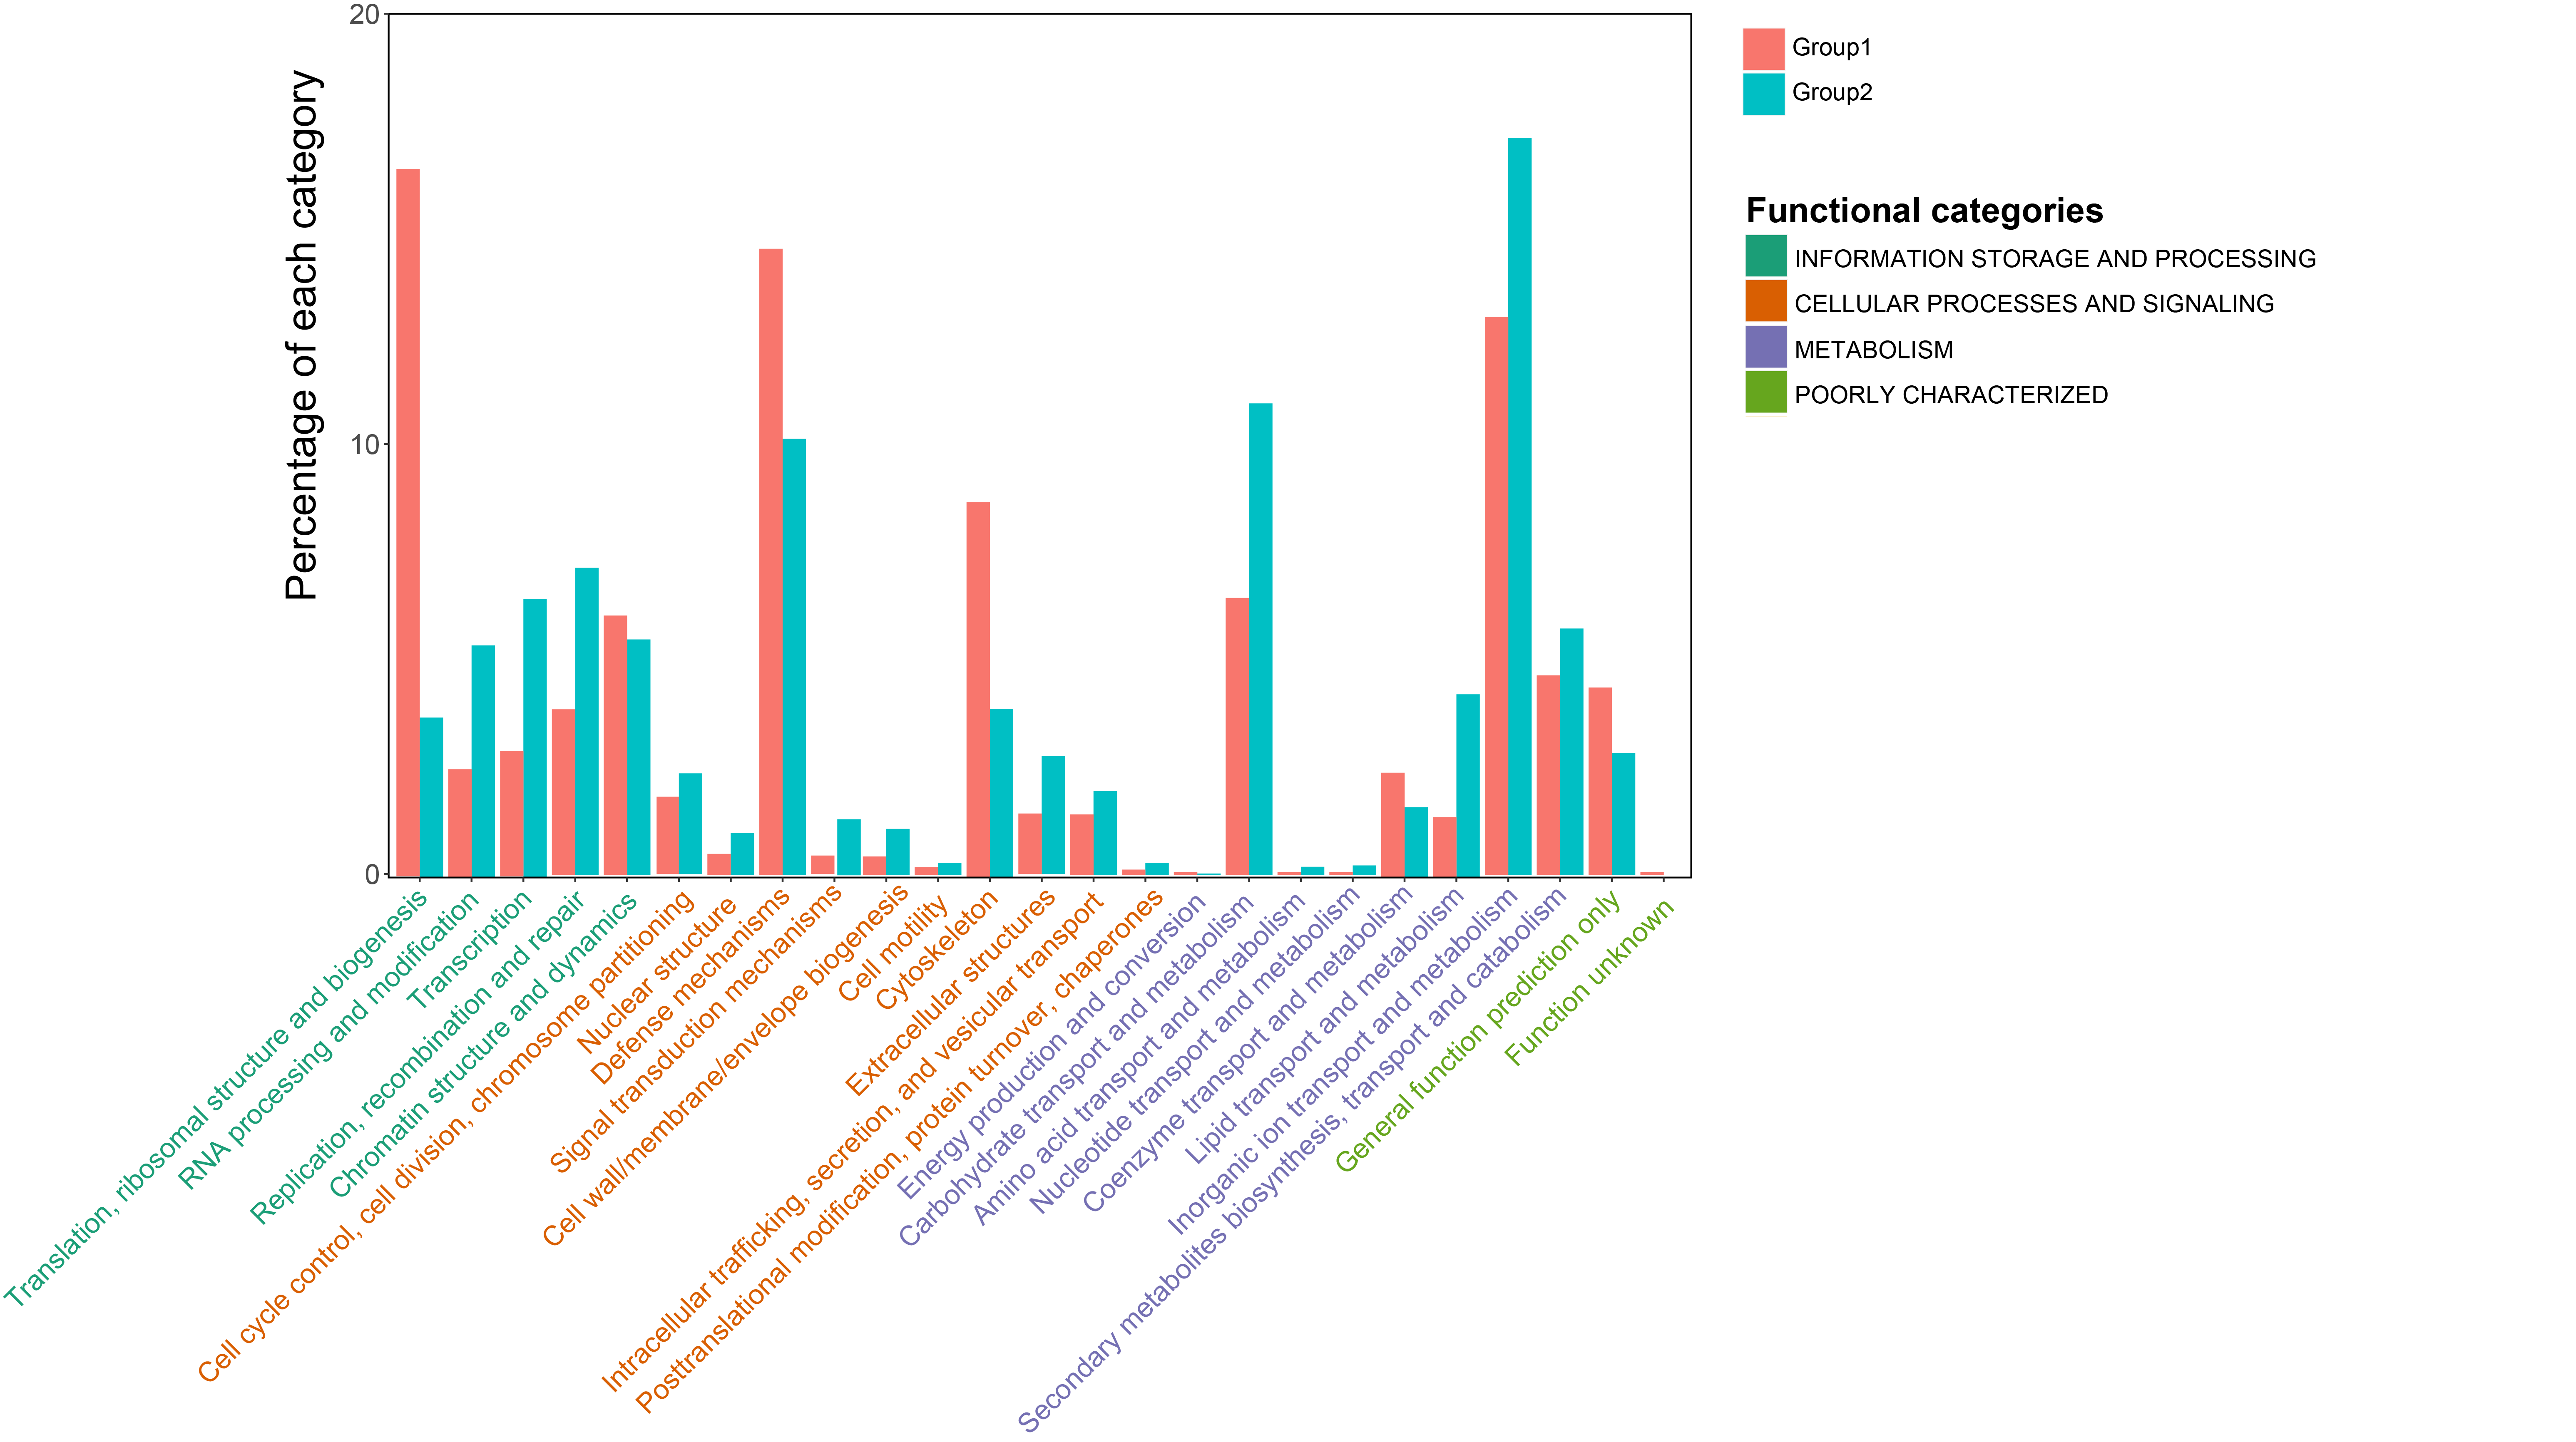 Percentage of each category
20
10
0
Group1
Group2
Functional categories
INFORMATION STORAGE AND PROCESSING
CELLULAR PROCESSES AND SIGNALING
METABOLISM
POORLY CHARACTERIZED
Translation, ribosomal structure and biogenesis
RNA processing and modification
Transcription
Replication, recombination and repair
Chromatin structure and dynamics
Cell cycle control, cell division, chromosome partitioning
Nuclear structure
Defense mechanisms
Signal transduction mechanisms
Cell wall/membrane/envelope biogenesis
Cell motility
Cytoskeleton
Extracellular structures
Intracellular trafficking, secretion, and vesicular transport
Posttranslational modification, protein turnover, chaperones
Energy production and conversion
Carbohydrate transport and metabolism
Amino acid transport and metabolism
Nucleotide transport and metabolism
Coenzyme transport and metabolism
Lipid transport and metabolism
Inorganic ion transport and metabolism
Secondary metabolites biosynthesis, transport and catabolism
General function prediction only
Function unknown